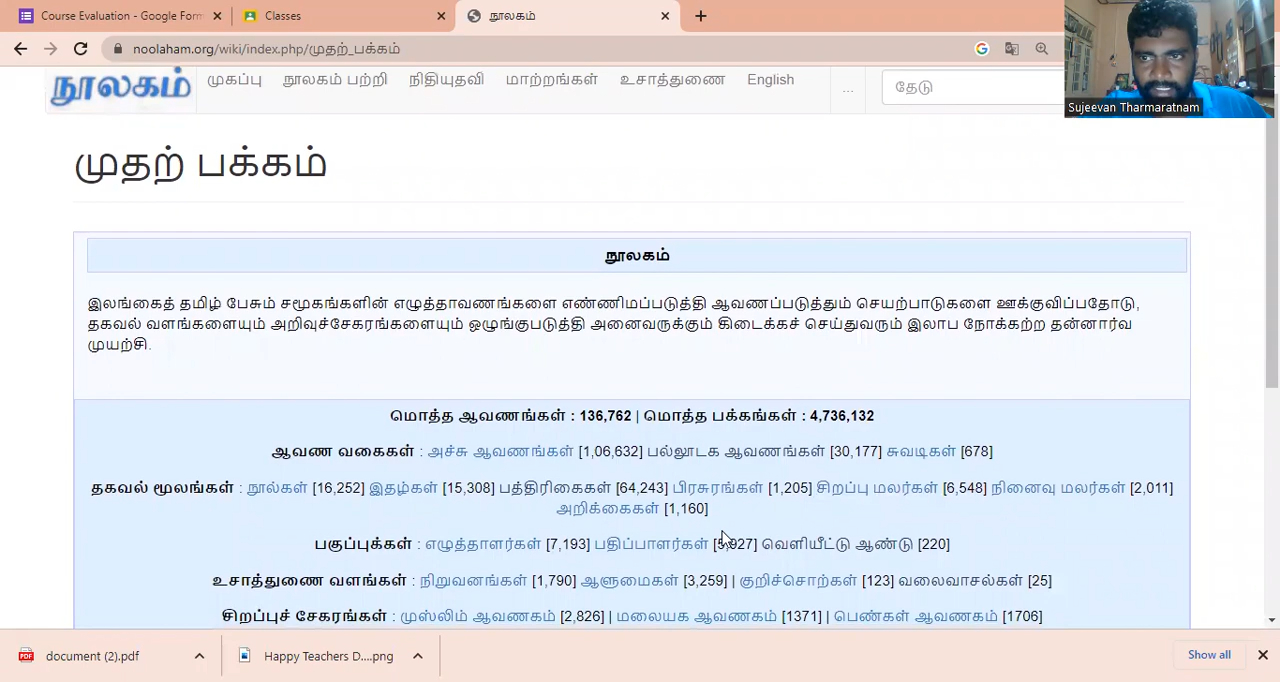 Course Evaluation - Google Form
Classes
நூலகம்
noolaham.org/wiki/index.php/முதற்_பக்கம்
Sujeevan Tharmaratnam
நூலகம்
முகப்பு
நூலகம் பற்றி
நிதியுதவி
மாற்றங்கள்
உசாத்துணை
English
...
தேடு
முதற் பக்கம்
நூலகம்
இலங்கைத் தமிழ் பேசும் சமூகங்களின் எழுத்தாவணங்களை எண்ணிமப்படுத்தி ஆவணப்படுத்தும் செயற்பாடுகளை ஊக்குவிப்பதோடு,
தகவல் வளங்களையும் அறிவுச்சேகரங்களையும் ஒழுங்குபடுத்தி அனைவருக்கும் கிடைக்கச் செய்துவரும் இலாப நோக்கற்ற தன்னார்வ
முயற்சி.
மொத்த ஆவணங்கள் : 136,762 | மொத்த பக்கங்கள் : 4,736,132
ஆவண வகைகள் : அச்சு ஆவணங்கள் [1,06,632] பல்லூடக ஆவணங்கள் [30,177] சுவடிகள் [678]
தகவல் மூலங்கள் : நூல்கள் [16,252] இதழ்கள் [15,308] பத்திரிகைகள் [64,243] பிரசுரங்கள் [1,205] சிறப்பு மலர்கள் [6,548] நினைவு மலர்கள் [2,011]
அறிக்கைகள் [1,160]
பகுப்புக்கள் : எழுத்தாளர்கள் [7,193] பதிப்பாளர்கள் வெளியீட்டு ஆண்டு [220]
உசாத்துணை வளங்கள் : நிறுவனங்கள் [1,790] ஆளுமைகள் [3,259] | குறிச்சொற்கள் [123] வலைவாசல்கள் [25]
சிறப்புச் சேகரங்கள் : முஸ்லிம் ஆவணகம் [2,826] | மலையக ஆவணகம் [1371] | பெண்கள் ஆவணகம் [1706]
document (2).pdf
Happy Teachers D....png
Show all